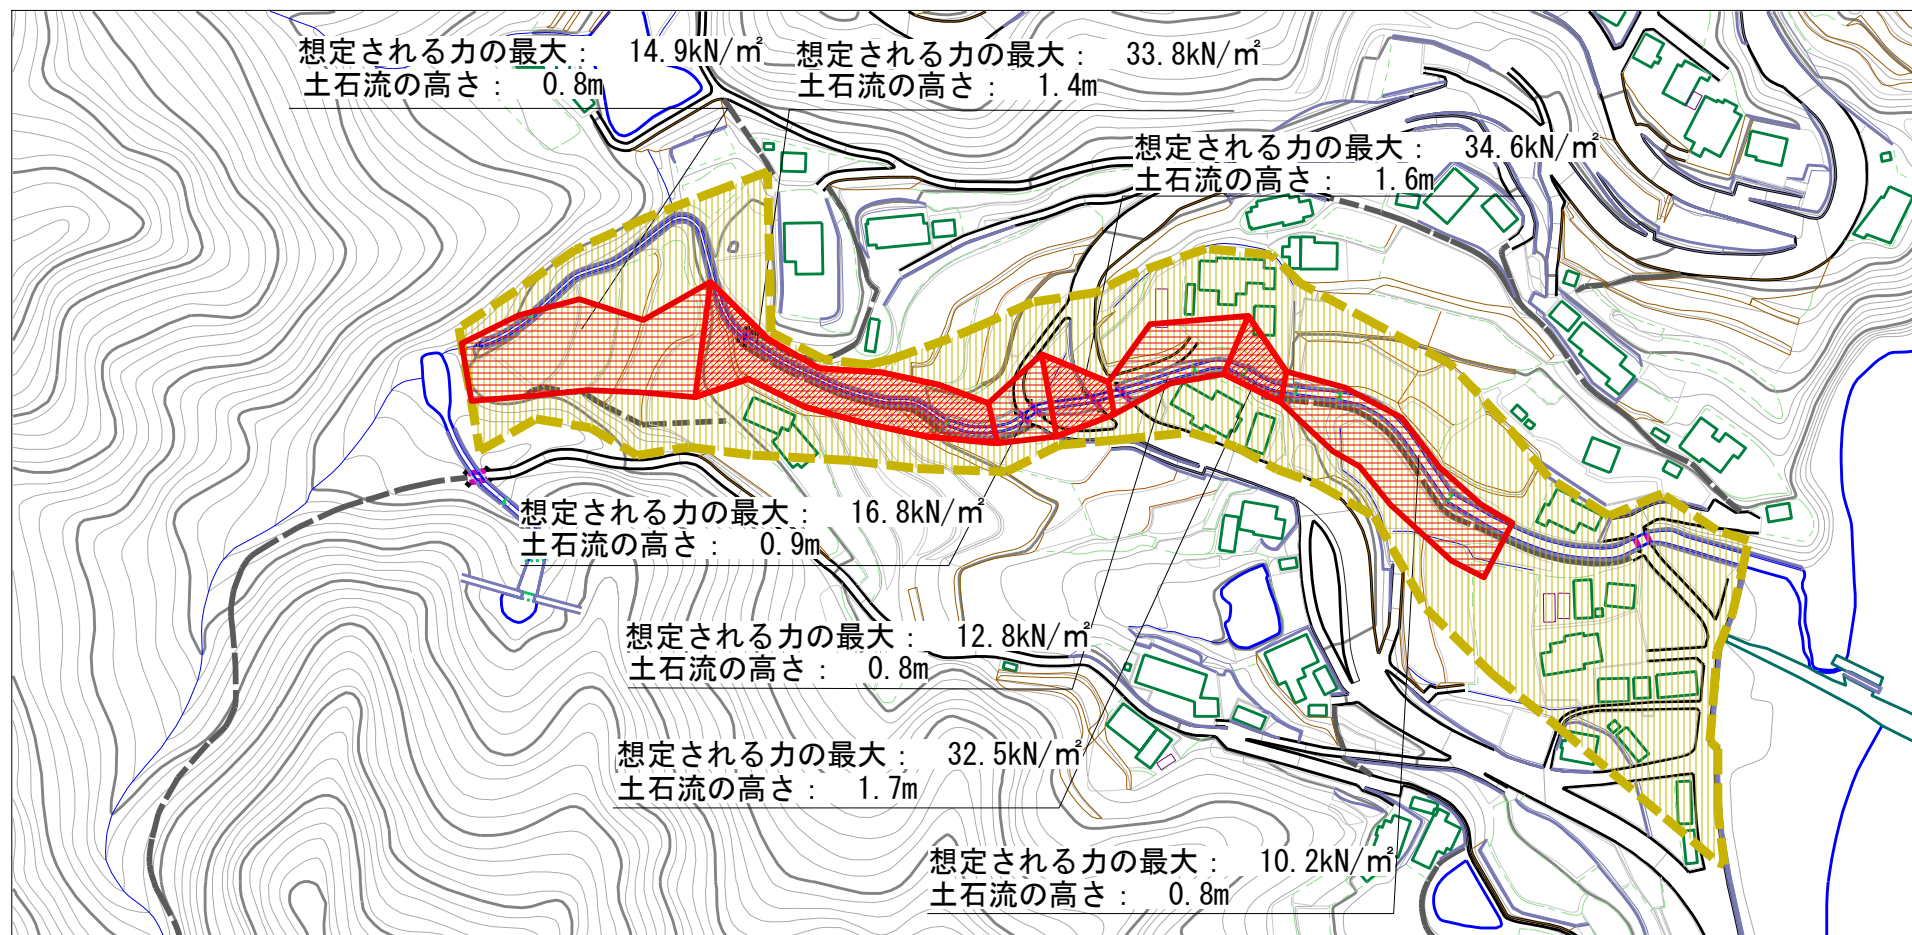 想定される力の最大： 14.9kN/㎡
土石流の高さ： 0.8m
想定される力の最大： 33.8kN/㎡
土石流の高さ： 1.4m
想定される力の最大： 34.6kN/㎡
土石流の高さ： 1.6m
想定される力の最大： 16.8kN/㎡
土石流の高さ： 0.9m
想定される力の最大： 12.8kN/㎡
土石流の高さ： 0.8m
想定される力の最大： 32.5kN/㎡
土石流の高さ： 1.7m
想定される力の最大： 10.2kN/㎡
土石流の高さ： 0.8m